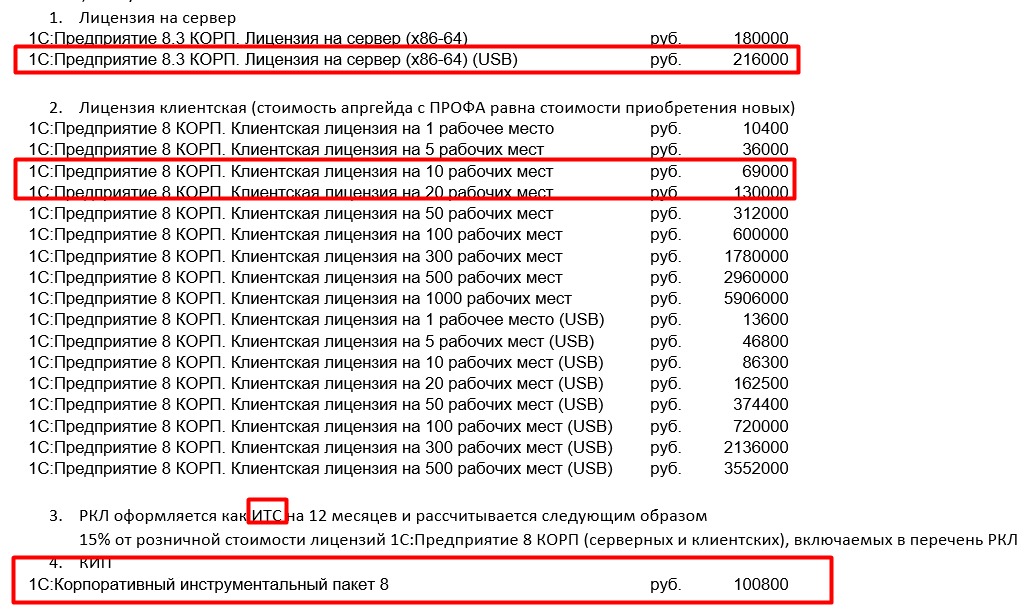 1. Лицензия на сервер
1С:Предприятие 8.3 КОРП. Лицензия на сервер (x86-64) руб. 180000
1С:Предприятие 8.3 КОРП. Лицензия на сервер (x86-64) (USB) руб. 216000
2. Лицензия клиентская (стоимость апргейда с ПРОФА равна стоимости приобретения новых)
1С:Предприятие 8 КОРП. Клиентская лицензия на 1 рабочее место руб. 10400
1С:Предприятие 8 КОРП. Клиентская лицензия на 5 рабочих мест руб. 36000
1С:Предприятие 8 КОРП. Клиентская лицензия на 10 рабочих мест руб. 69000
1С:Предприятие 8 КОРП. Клиентская лицензия на 20 рабочих мест руб. 130000
1С:Предприятие 8 КОРП. Клиентская лицензия на 50 рабочих мест руб. 312000
1С:Предприятие 8 КОРП. Клиентская лицензия на 100 рабочих мест руб. 600000
1С:Предприятие 8 КОРП. Клиентская лицензия на 300 рабочих мест руб. 1780000
1С:Предприятие 8 КОРП. Клиентская лицензия на 500 рабочих мест руб. 2960000
1С:Предприятие 8 КОРП. Клиентская лицензия на 1000 рабочих мест руб. 5906000
1С:Предприятие 8 КОРП. Клиентская лицензия на 1 рабочее место (USB) руб. 13600
1С:Предприятие 8 КОРП. Клиентская лицензия на 5 рабочих мест (USB) руб. 46800
1С:Предприятие 8 КОРП. Клиентская лицензия на 10 рабочих мест (USB) руб. 86300
1С:Предприятие 8 КОРП. Клиентская лицензия на 20 рабочих мест (USB) руб. 162500
1С:Предприятие 8 КОРП. Клиентская лицензия на 50 рабочих мест (USB) руб. 374400
1С:Предприятие 8 КОРП. Клиентская лицензия на 100 рабочих мест (USB) руб. 720000
1С:Предприятие 8 КОРП. Клиентская лицензия на 300 рабочих мест (USB) руб. 2136000
1С:Предприятие 8 КОРП. Клиентская лицензия на 500 рабочих мест (USB) руб. 3552000
3. РКЛ оформляется как ИТС на 12 месяцев и рассчитывается следующим образом
15% от розничной стоимости лицензий 1С:Предприятие 8 КОРП (серверных и клиентских), включаемых в перечень РКЛ
4. КИП
1С:Корпоративный инструментальный пакет 8 руб. 100800